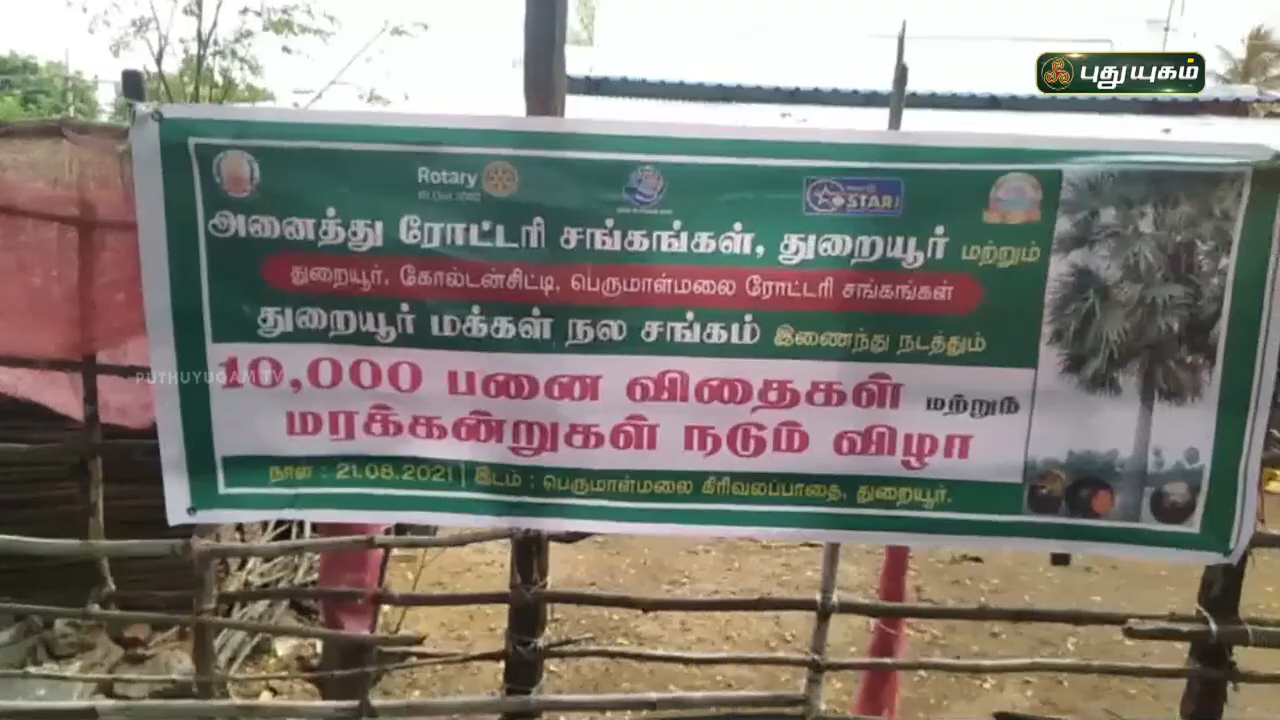 புதுயுகம்
Rotary
STAR
அனைத்து ரோட்டரி சங்கங்கள், துறையூர் மற்றும்
துறையூர், கோல்டன்சிட்டி, பெருமாள்மலை ரோட்டரி சங்கங்கள்
துறையூர் மக்கள் நல சங்கம் இணைந்து நடத்தும்
10,000 பனை விதைகள் மற்றும்
PUTHUYUGAM TV
மரக்கன்றுகள் நடும் விழா
நாள் : 21.08.2021 | இடம் : பெருமாள்மலை கிரிவலப்பாதை, துறையூர்.